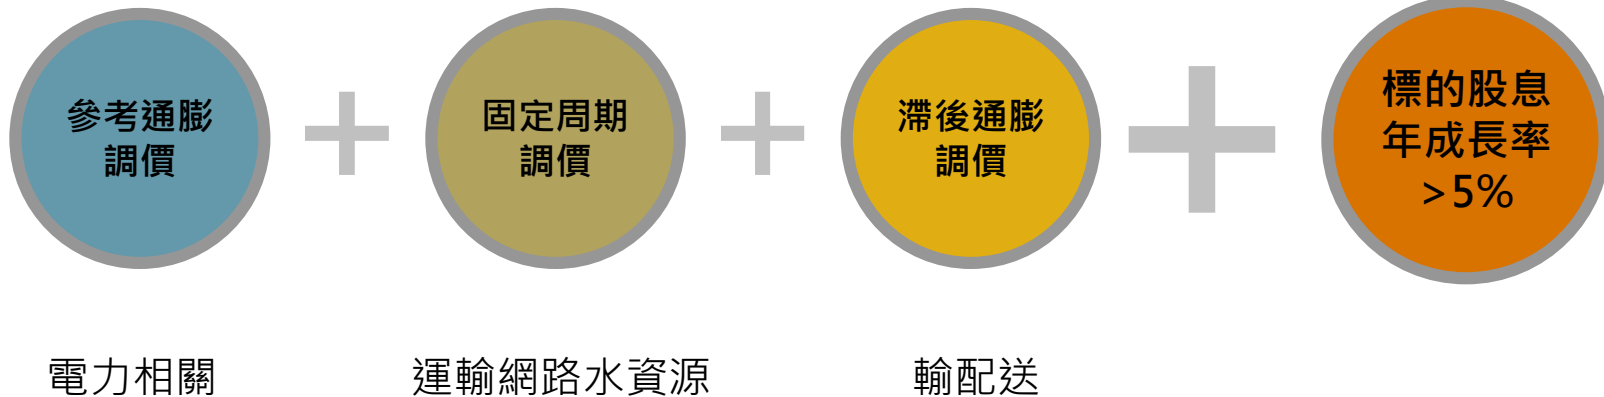 參考通膨
調價
固定周期
調價
滯後通膨
調價
標的股息
年成長率
>5%
電力相關
運輸網路水資源
輸配送